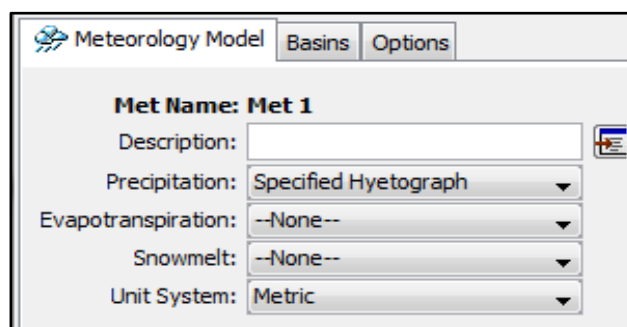 Meteorology Model Basins Options
Met Name: Met 1
Description:
Precipitation: Specified Hyetograph
Evapotranspiration: --None--
Snowmelt: --None--
Unit System: Metric